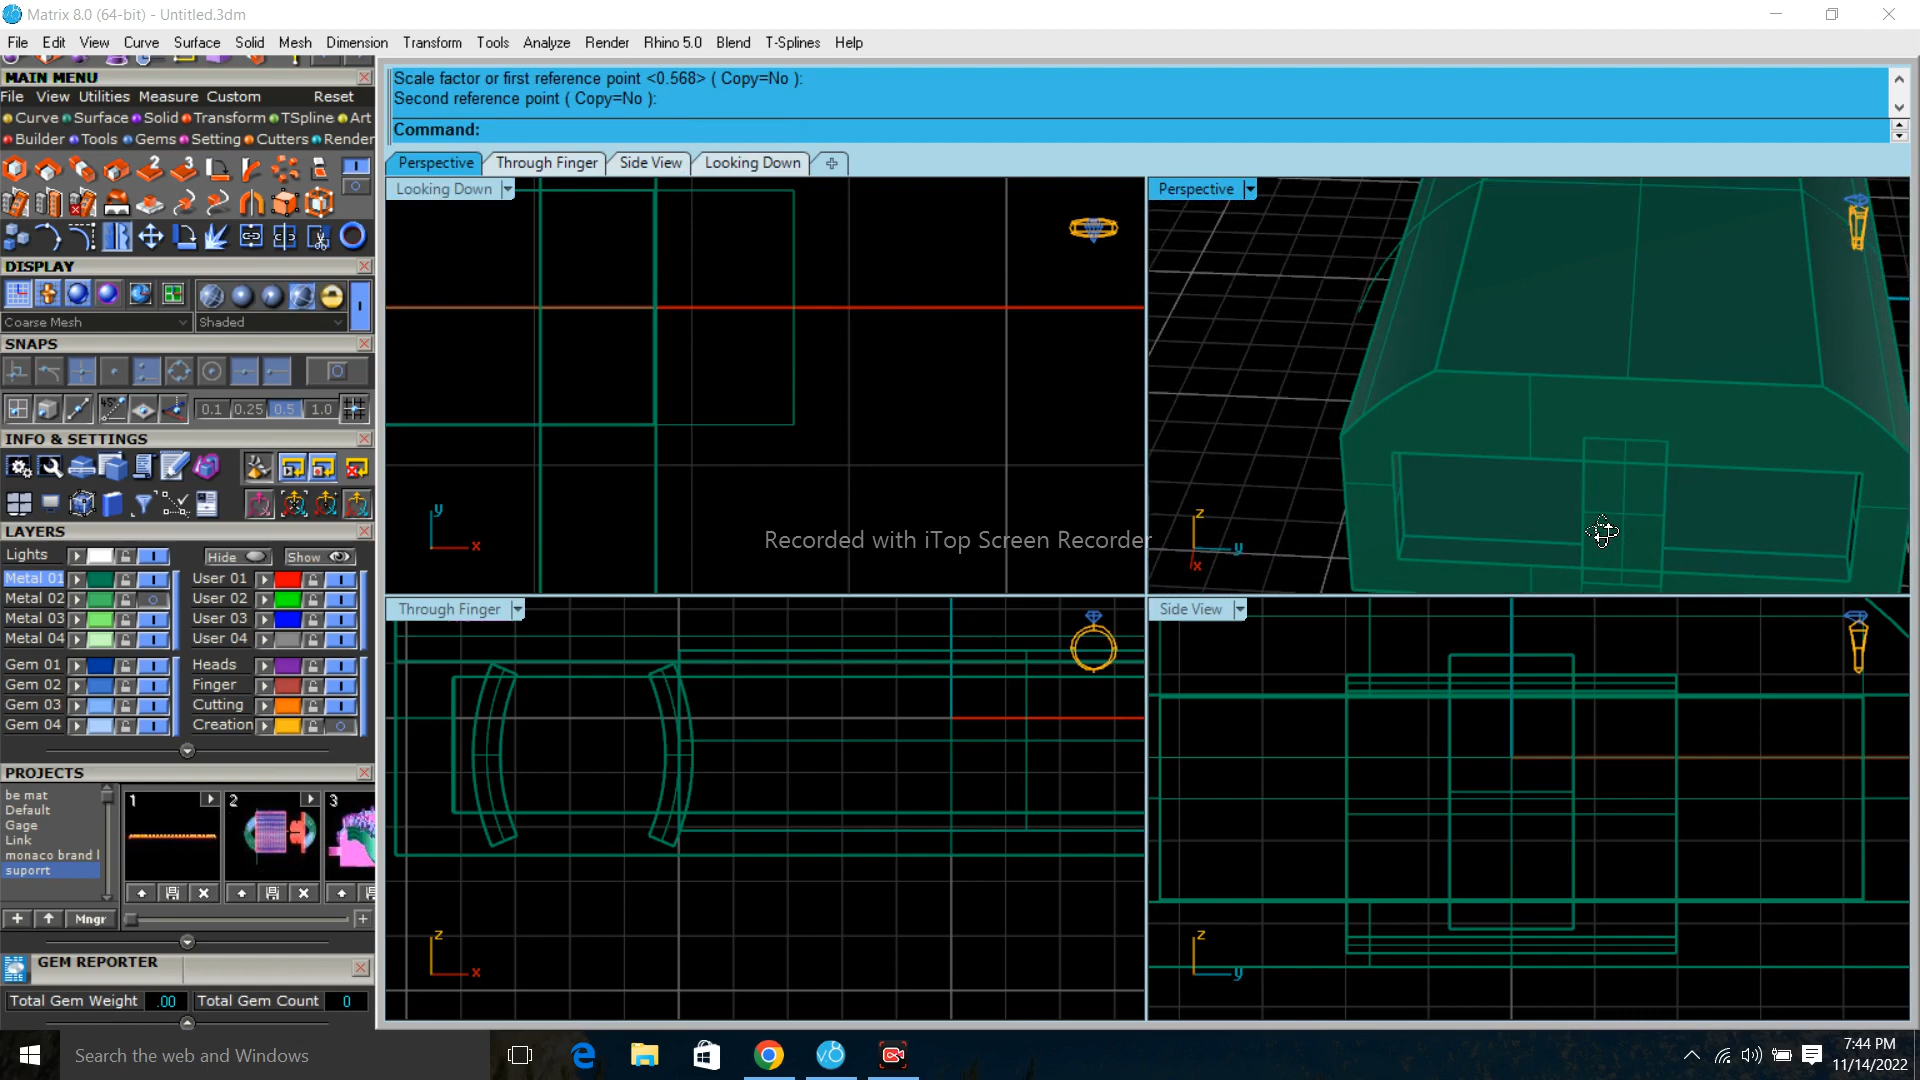 Matrix 8.0 (64-bit) - Untitled.3dm
File Edit View Curve Surface Solid Mesh Dimension Transform Tools Analyze Render Rhino 5.0 Blend T-Splines Help
MAIN MENU
File View Utilities Measure Custom Reset
Curve Surface Solid Transform TSpline Art
Builder Tools Gems Setting Cutters Render
Scale factor or first reference point <0.568> ( Copy=No ):
Second reference point ( Copy=No ):
Command:
Perspective Through Finger Side View Looking Down
Looking Down
Perspective
2 3
DISPLAY
Coarse Mesh Shaded
SNAPS
45°
0.1 0.25 0.5 1.0
INFO & SETTINGS
LAYERS
Lights Hide Show
Metal 01 User 01
Metal 02 User 02
Metal 03 User 03
Metal 04 User 04
Gem 01 Heads
Gem 02 Finger
Gem 03 Cutting
Gem 04 Creation
y
x
z
y
x
Recorded with iTop Screen Recorder
Through Finger
Side View
z
x
z
y
PROJECTS
be mat
Default
Gage
Link
monaco brand l
suporrt
1 2 3
Mngr
GEM REPORTER
Total Gem Weight .00 Total Gem Count 0
Search the web and Windows
7:44 PM
11/14/2022